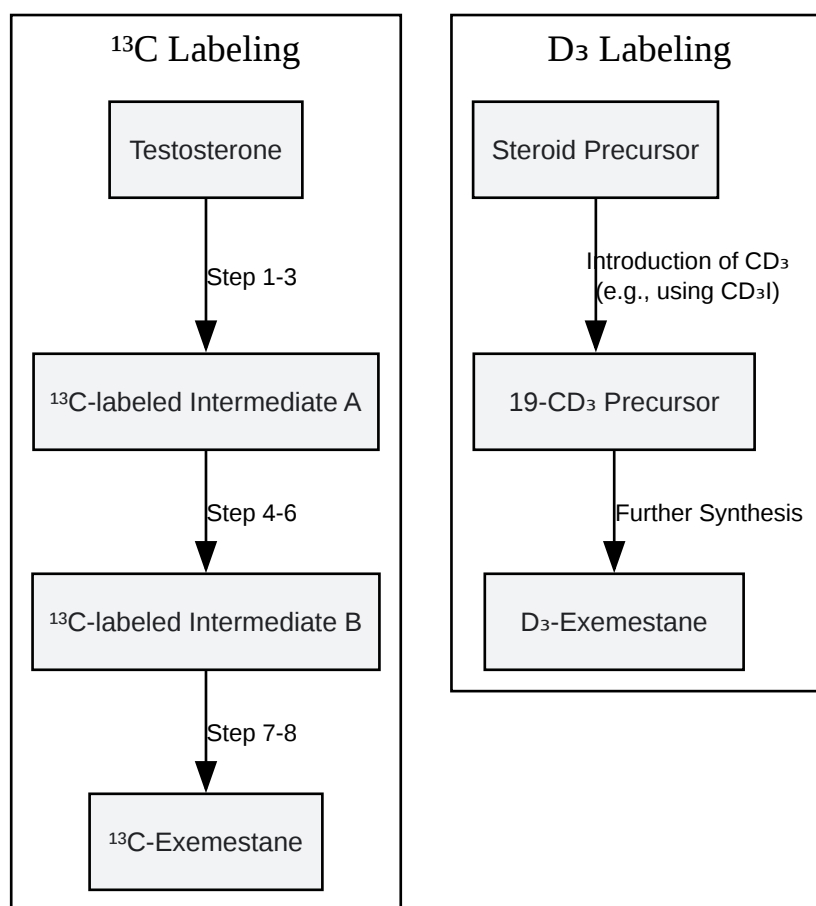 ¹³C Labeling
Testosterone
Step 1-3
¹³C-labeled Intermediate A
Step 4-6
¹³C-labeled Intermediate B
Step 7-8
¹³C-Exemestane
D₃ Labeling
Steroid Precursor
Introduction of CD₃
(e.g., using CD₃I)
19-CD₃ Precursor
Further Synthesis
D₃-Exemestane